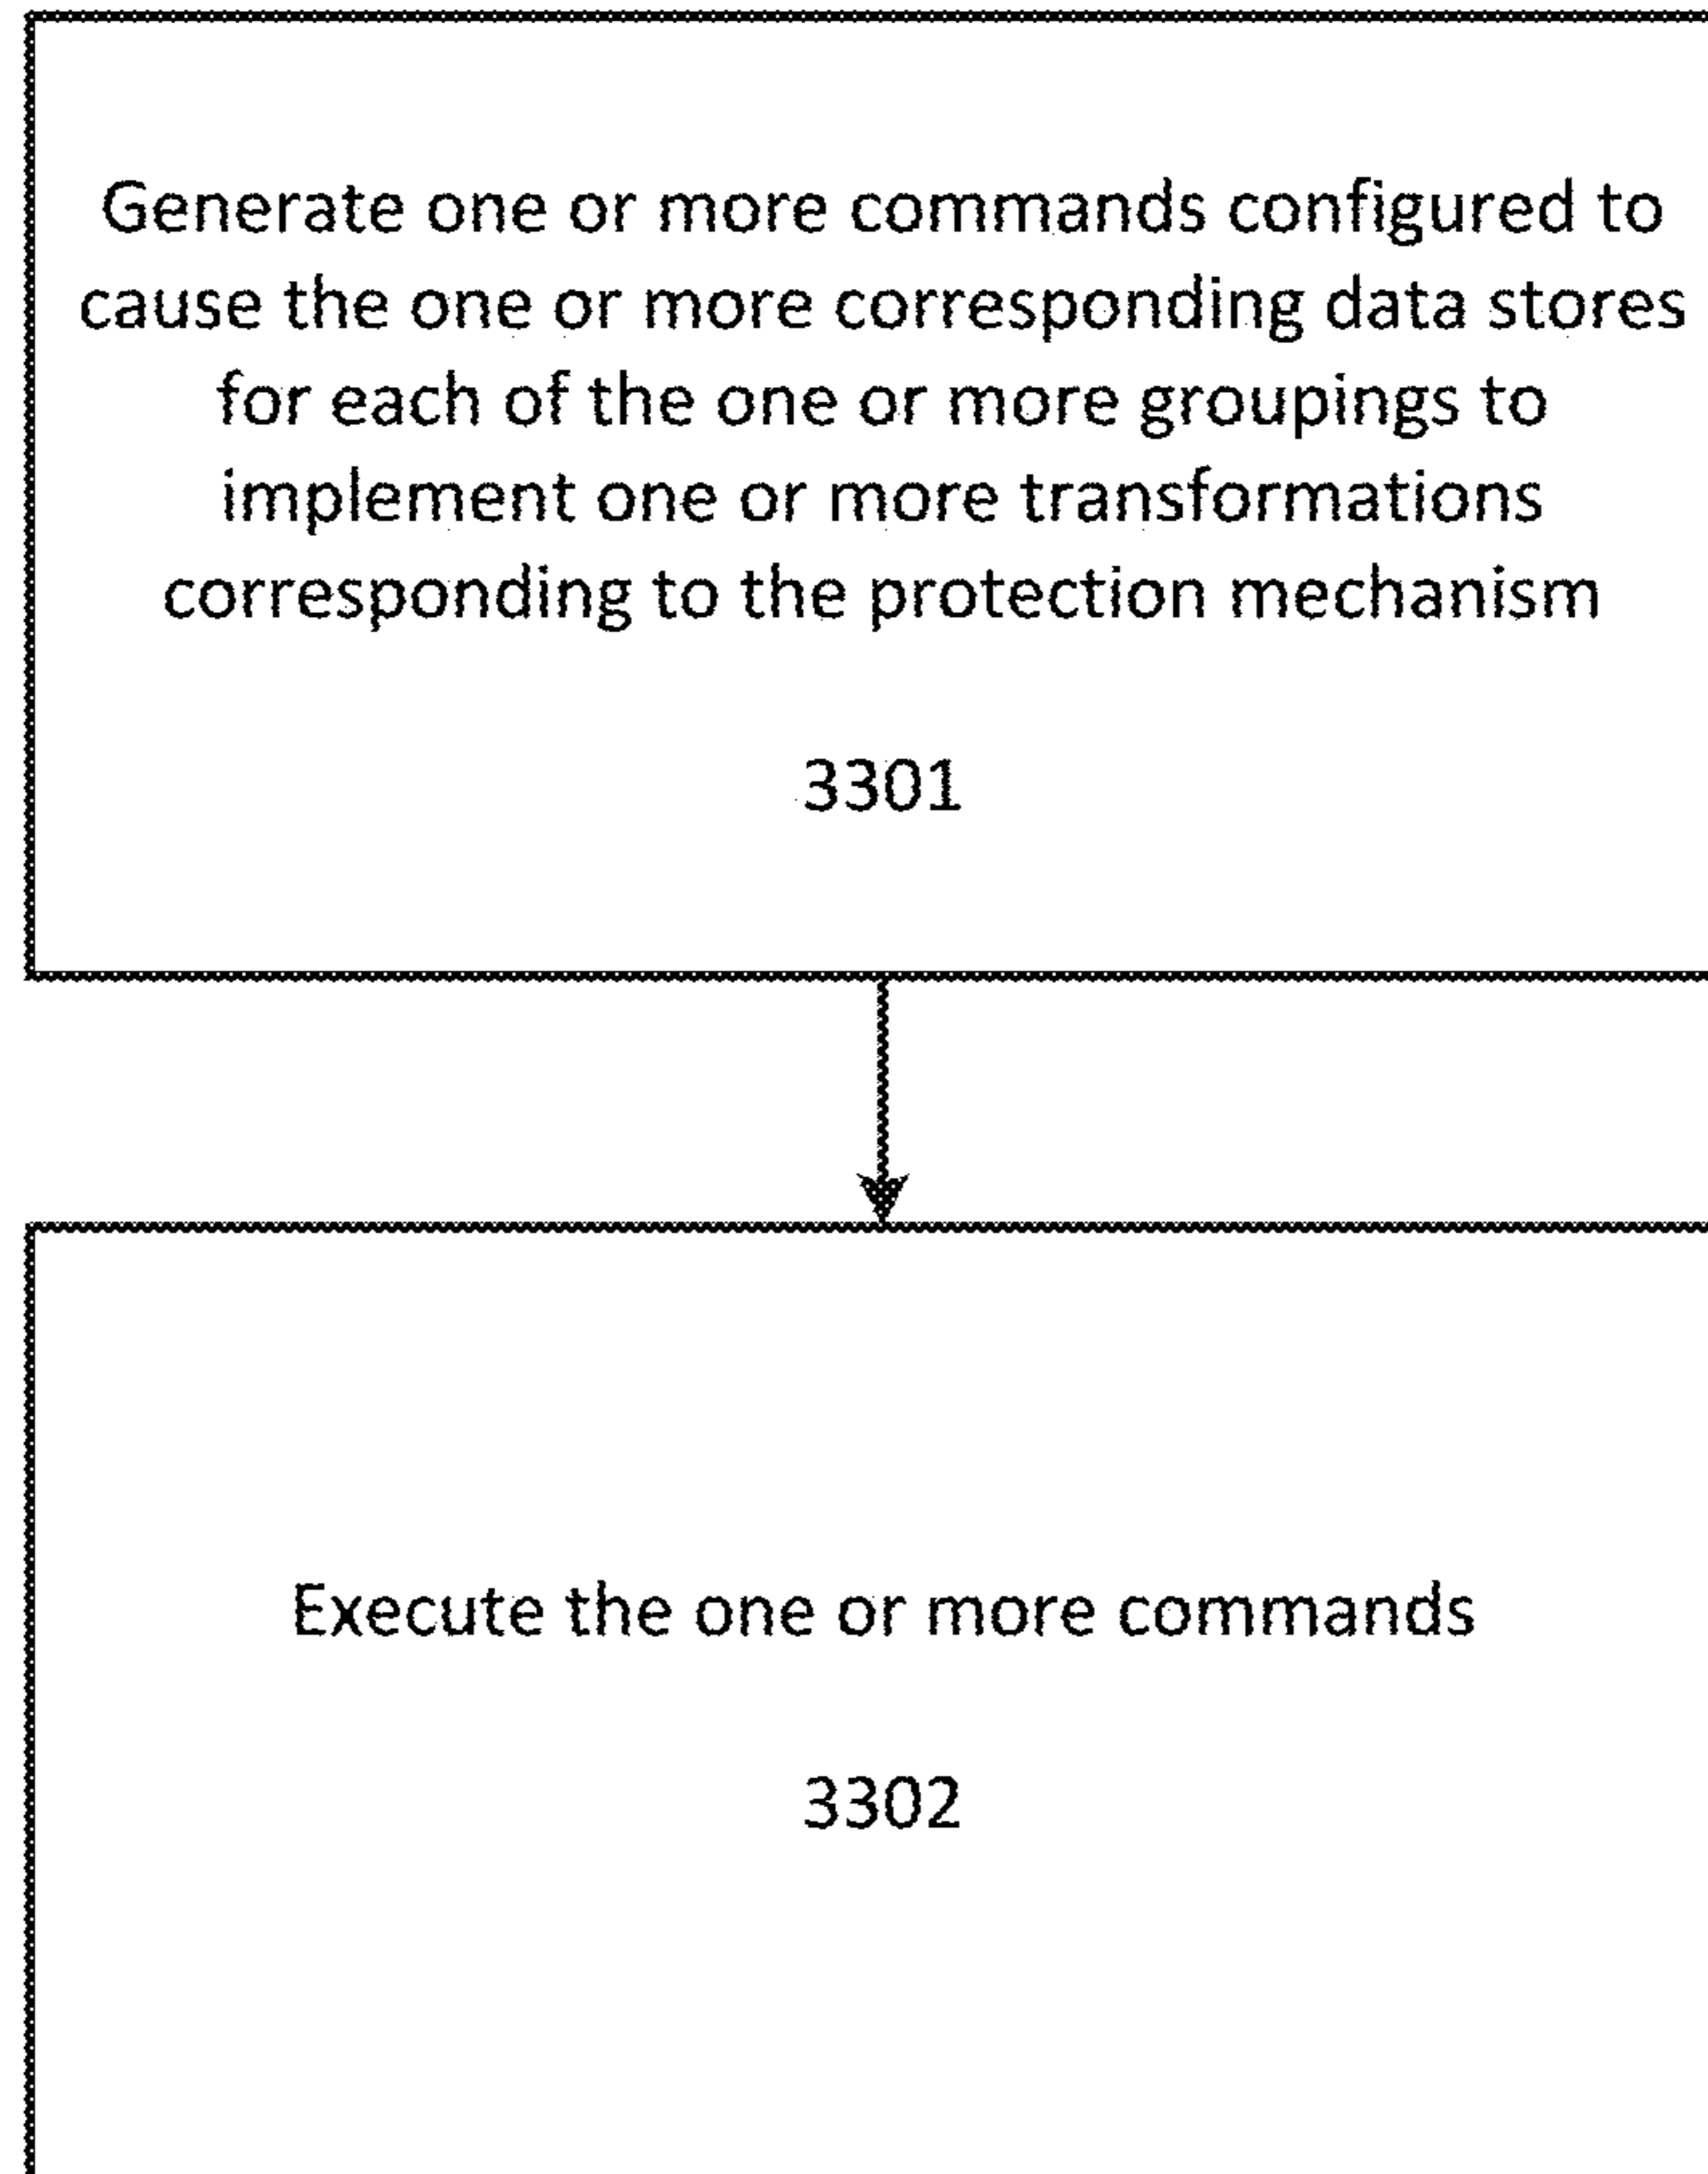 Generate one or more commands configured to
cause the one or more corresponding data stores
for each of the one or more groupings to
implement one or more transformations
corresponding to the protection mechanism
3301
Execute the one or more commands
3302